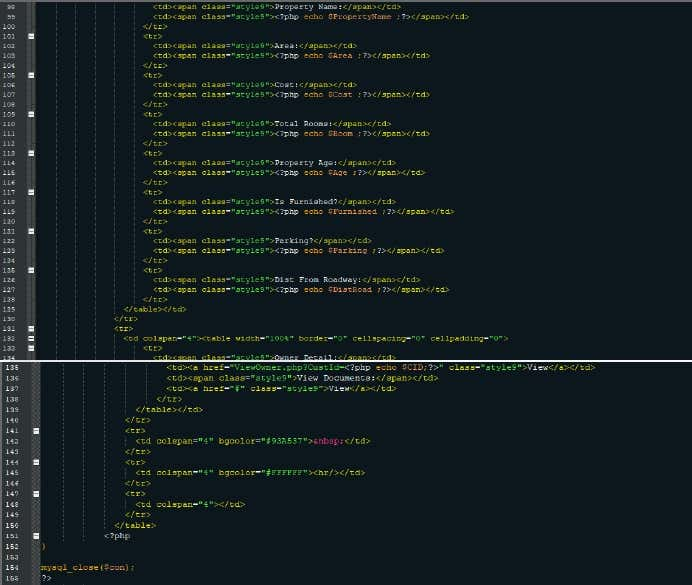 99 <td><span class="style9">Property Name:</span></td>
99 <td><span class="style9"><?php echo $PropertyName ;?></span></td>
100 </tr>
101 <tr>
102 <td><span class="style9">Area:</span></td>
103 <td><span class="style9"><?php echo $Area ;?></span></td>
104 </tr>
105 <tr>
106 <td><span class="style9">Cost:</span></td>
107 <td><span class="style9"><?php echo $Cost ;?></span></td>
108 </tr>
109 <tr>
110 <td><span class="style9">Total Rooms:</span></td>
111 <td><span class="style9"><?php echo $Room ;?></span></td>
112 </tr>
113 <tr>
114 <td><span class="style9">Property Age:</span></td>
115 <td><span class="style9"><?php echo $Age ;?></span></td>
116 </tr>
117 <tr>
118 <td><span class="style9">Is Furnished?</span></td>
119 <td><span class="style9"><?php echo $Furnished ;?></span></td>
120 </tr>
121 <tr>
122 <td><span class="style9">Parking?</span></td>
123 <td><span class="style9"><?php echo $Parking ;?></span></td>
124 </tr>
125 <tr>
126 <td><span class="style9">Dist From Roadway:</span></td>
127 <td><span class="style9"><?php echo $DistRoad ;?></span></td>
128 </tr>
129 </table></td>
130 </tr>
131 <tr>
132 <td colspan="4"><table width="100%" border="0" cellspacing="0" cellpadding="0">
133 <tr>
134 <td><span class="style9">Owner Detail:</span></td>
135 <td><a href="ViewOwner.php?CustId=<?php echo $CID;?>" class="style9">View</a></td>
136 <td><span class="style9">View Documents:</span></td>
137 <td><a href="#" class="style9">View</a></td>
138 </tr>
139 </table></td>
140 </tr>
141 <tr>
142 <td colspan="4" bgcolor="#93A537">&nbsp;</td>
143 </tr>
144 <tr>
145 <td colspan="4" bgcolor="#FFFFFF"><hr/></td>
146 </tr>
147 <tr>
148 <td colspan="4"></td>
149 </tr>
150 </table>
151 <?php
152 }
153
154 mysql_close($con);
155 ?>